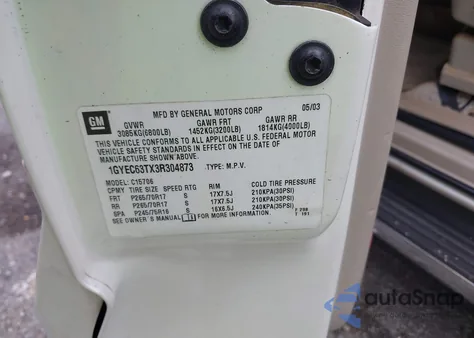 GM
MFD BY GENERAL MOTORS CORP 05/03
GVWR GAWR FRT GAWR RR
3085KG(6800LB) 1452KG(3200LB) 1814KG(4000LB)
THIS VEHICLE CONFORMS TO ALL APPLICABLE U.S. FEDERAL MOTOR
VEHICLE SAFETY STANDARDS IN EFFECT ON THE DATE OF
MANUFACTURE SHOWN ABOVE.
1GYEC63TX3R304873 TYPE: M.P.V.
MODEL: C15706
CPMY TIRE SIZE SPEED RTG RIM COLD TIRE PRESSURE
FRT P265/70R17 S 17X7.5J 210KPA(30PSI)
RR P265/70R17 S 17X7.5J 210KPA(30PSI)
SPA P245/75R16 S 16X6.5J 240KPA(35PSI)
SEE OWNER'S MANUAL FOR MORE INFORMATION.
autoSnap